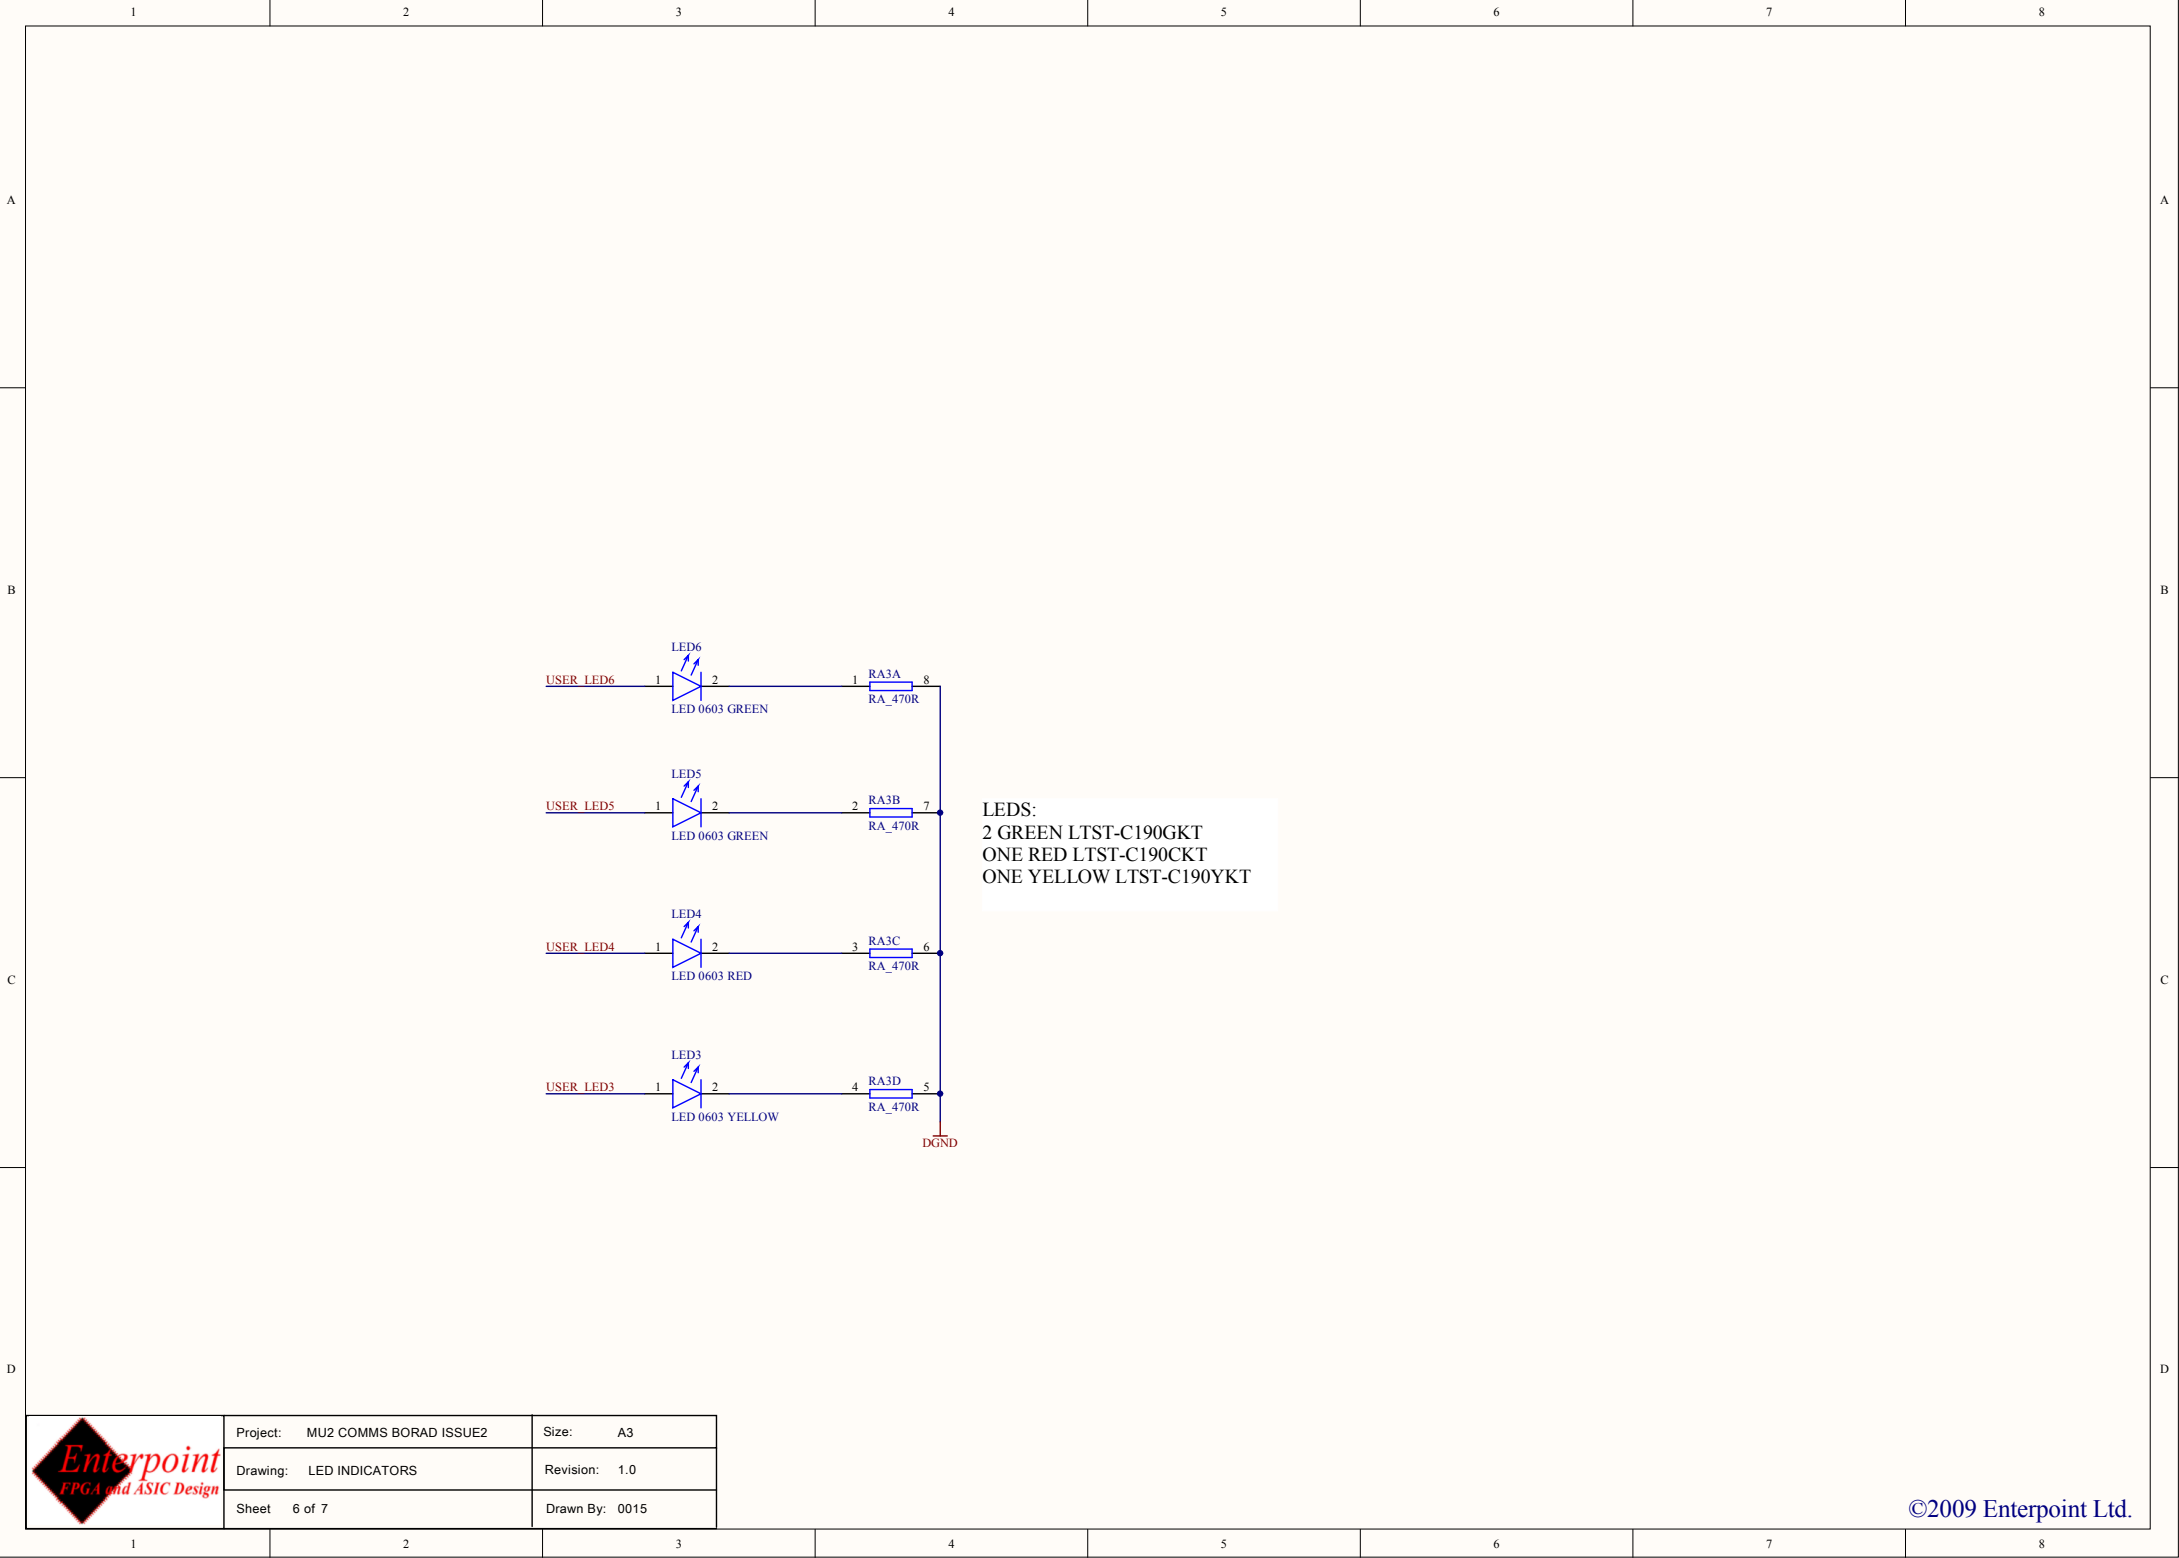 1 2 3 4 5 6 7 8
A A
B B
LED6
USER_LED6 1 2 1 RA3A 8
LED 0603 GREEN RA_470R
LED5
USER_LED5 1 2 2 RA3B 7
LED 0603 GREEN RA_470R
LEDS:
2 GREEN LTST-C190GKT
ONE RED LTST-C190CKT
ONE YELLOW LTST-C190YKT
LED4
USER_LED4 1 2 3 RA3C 6
LED 0603 RED RA_470R
C C
LED3
USER_LED3 1 2 4 RA3D 5
LED 0603 YELLOW RA_470R
DGND
D D
Enterpoint
FPGA and ASIC Design
Project: MU2 COMMS BORAD ISSUE2 Size: A3
Drawing: LED INDICATORS Revision: 1.0
Sheet 6 of 7 Drawn By: 0015
©2009 Enterpoint Ltd.
1 2 3 4 5 6 7 8